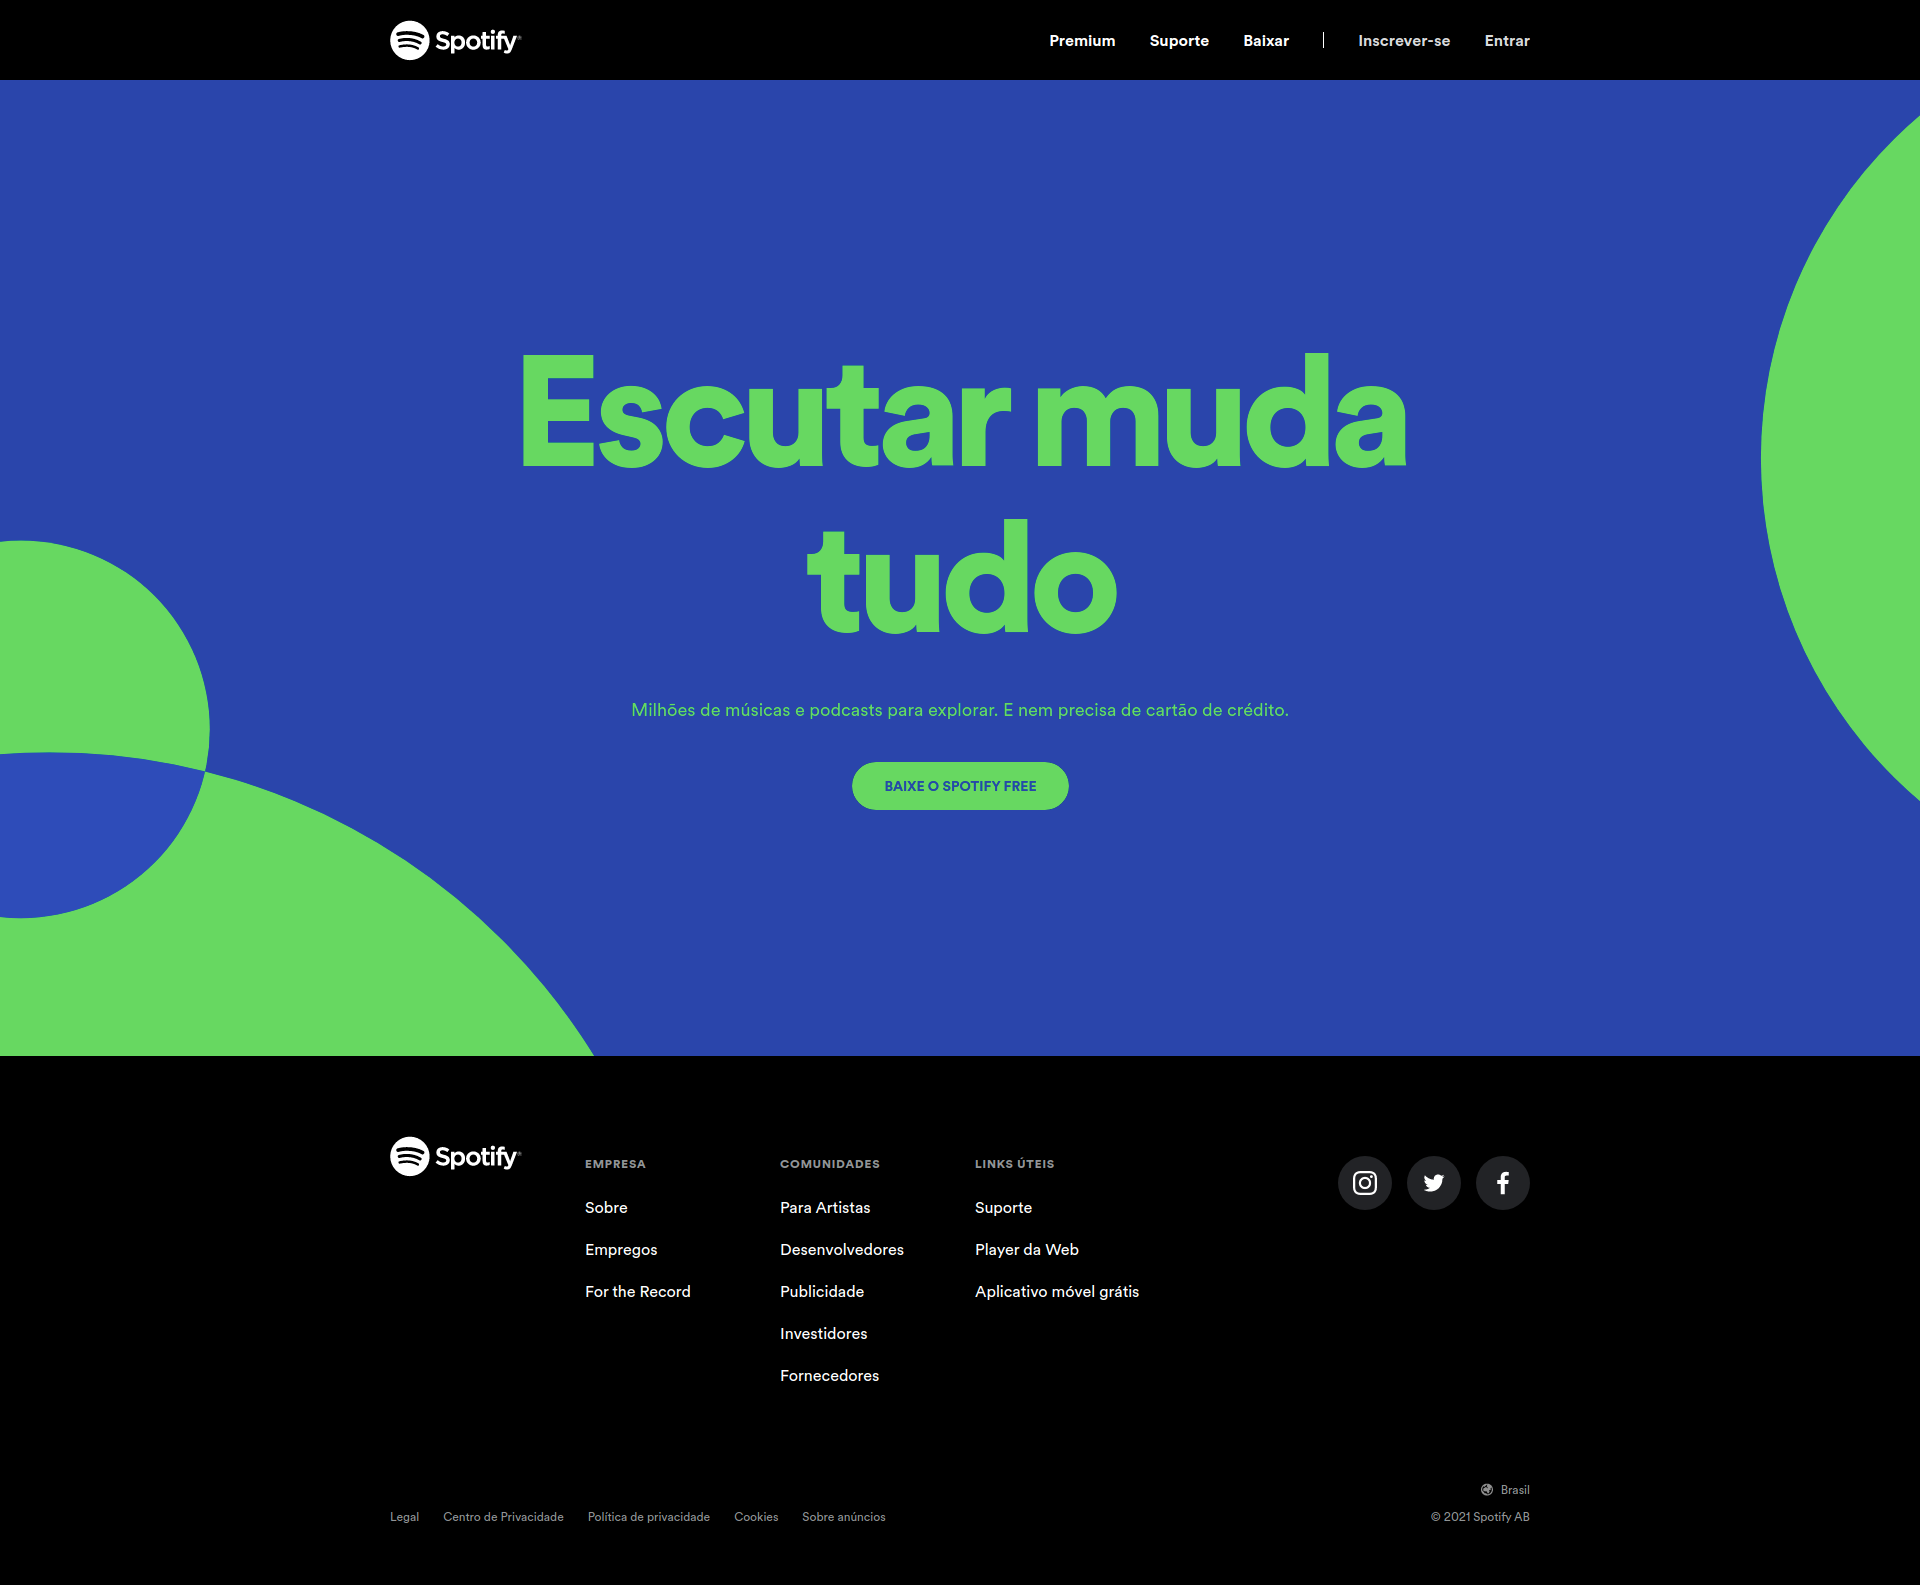 Spotify®
Premium Suporte Baixar Inscrever-se Entrar
Escutar muda
tudo
Milhões de músicas e podcasts para explorar. E nem precisa de cartão de crédito.
BAIXE O SPOTIFY FREE
Spotify®
EMPRESA
Sobre
Empregos
For the Record
COMUNIDADES
Para Artistas
Desenvolvedores
Publicidade
Investidores
Fornecedores
LINKS ÚTEIS
Suporte
Player da Web
Aplicativo móvel grátis
Brasil
Legal Centro de Privacidade Política de privacidade Cookies Sobre anúncios
© 2021 Spotify AB